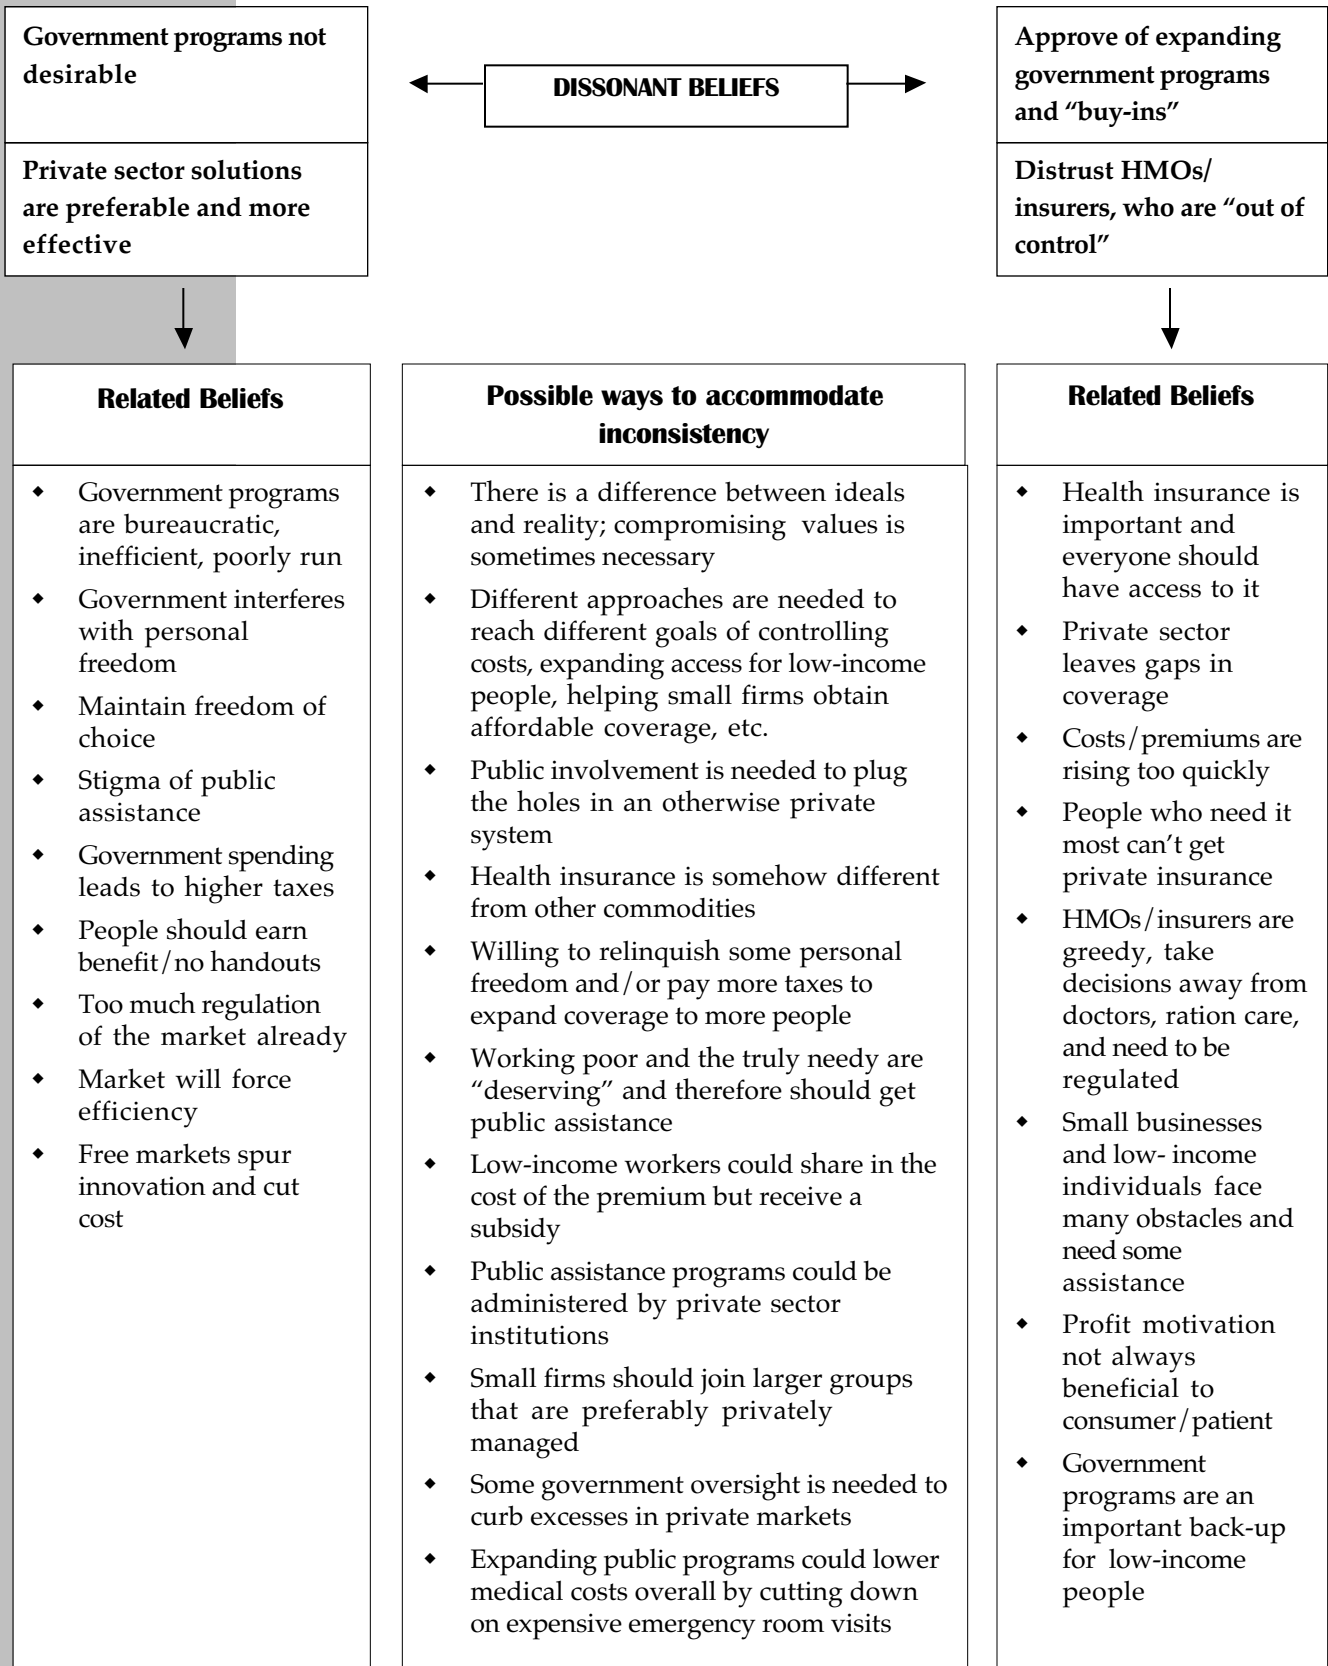 Government programs not
desirable
Private sector solutions
are preferable and more
effective
DISSONANT BELIEFS
Approve of expanding
government programs
and “buy-ins”
Distrust HMOs/
insurers, who are “out of
control”
Related Beliefs
◆ Government programs
are bureaucratic,
inefficient, poorly run
◆ Government interferes
with personal
freedom
◆ Maintain freedom of
choice
◆ Stigma of public
assistance
◆ Government spending
leads to higher taxes
◆ People should earn
benefit/no handouts
◆ Too much regulation
of the market already
◆ Market will force
efficiency
◆ Free markets spur
innovation and cut
cost
Possible ways to accommodate
inconsistency
◆ There is a difference between ideals
and reality; compromising values is
sometimes necessary
◆ Different approaches are needed to
reach different goals of controlling
costs, expanding access for low-income
people, helping small firms obtain
affordable coverage, etc.
◆ Public involvement is needed to plug
the holes in an otherwise private
system
◆ Health insurance is somehow different
from other commodities
◆ Willing to relinquish some personal
freedom and/or pay more taxes to
expand coverage to more people
◆ Working poor and the truly needy are
“deserving” and therefore should get
public assistance
◆ Low-income workers could share in the
cost of the premium but receive a
subsidy
◆ Public assistance programs could be
administered by private sector
institutions
◆ Small firms should join larger groups
that are preferably privately
managed
◆ Some government oversight is needed to
curb excesses in private markets
◆ Expanding public programs could lower
medical costs overall by cutting down
on expensive emergency room visits
Related Beliefs
◆ Health insurance is
important and
everyone should
have access to it
◆ Private sector
leaves gaps in
coverage
◆ Costs/premiums are
rising too quickly
◆ People who need it
most can’t get
private insurance
◆ HMOs/insurers are
greedy, take
decisions away from
doctors, ration care,
and need to be
regulated
◆ Small businesses
and low- income
individuals face
many obstacles and
need some
assistance
◆ Profit motivation
not always
beneficial to
consumer/patient
◆ Government
programs are an
important back-up
for low-income
people